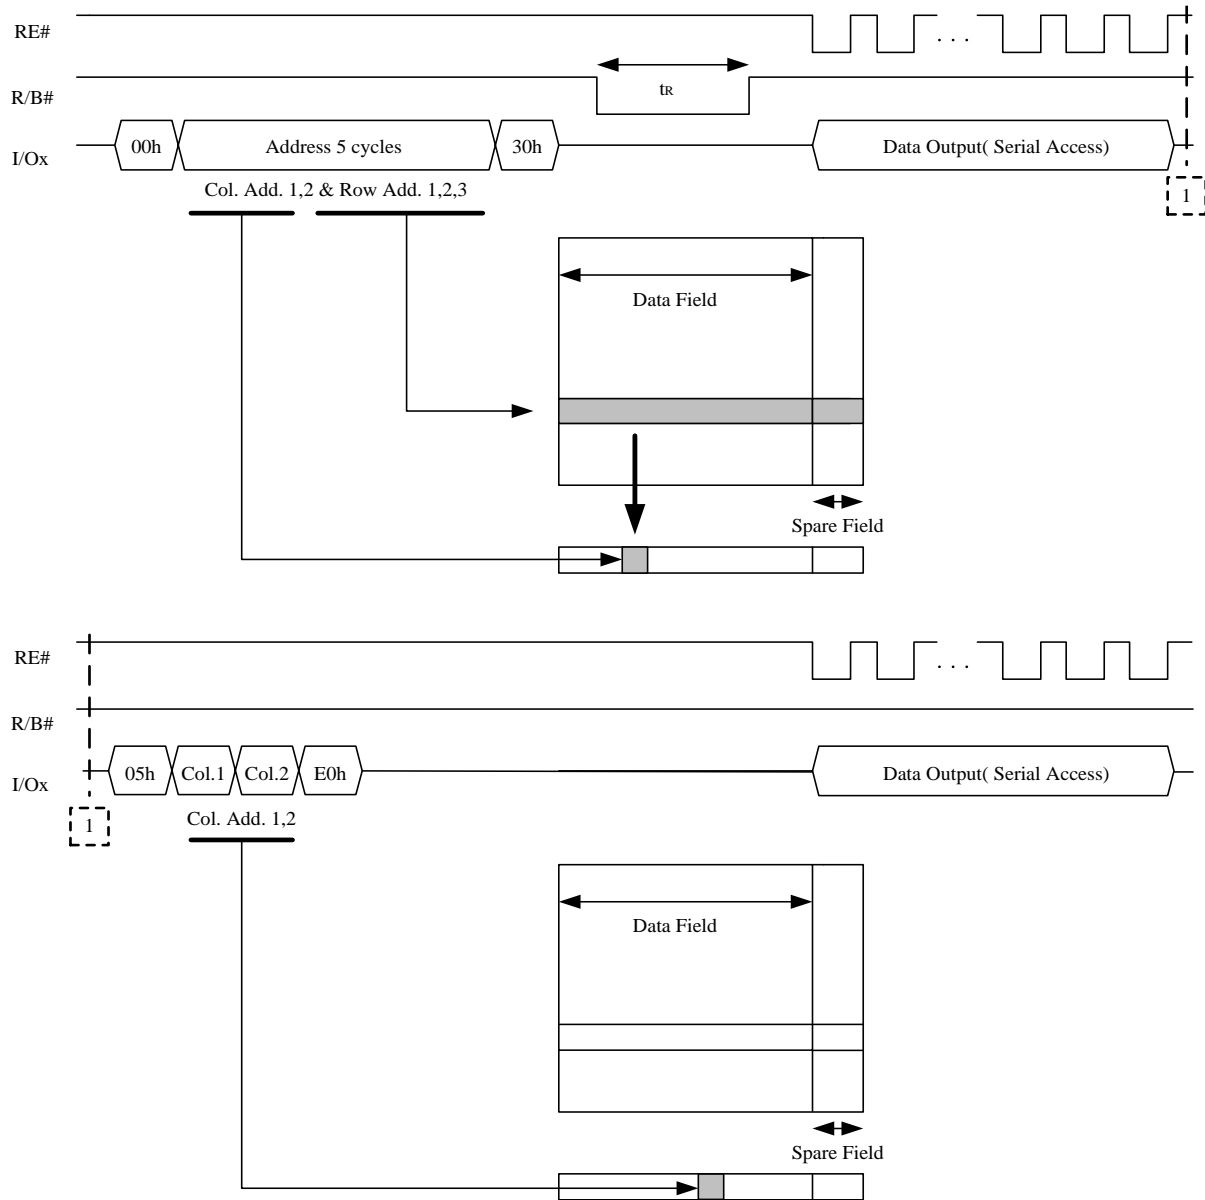 RE#
. . .
R/B#
tR
I/Ox
00h
Address 5 cycles
30h
Data Output( Serial Access)
Col. Add. 1,2 & Row Add. 1,2,3
1
Data Field
Spare Field
RE#
. . .
R/B#
I/Ox
05h
Col.1
Col.2
E0h
Data Output( Serial Access)
1
Col. Add. 1,2
Data Field
Spare Field